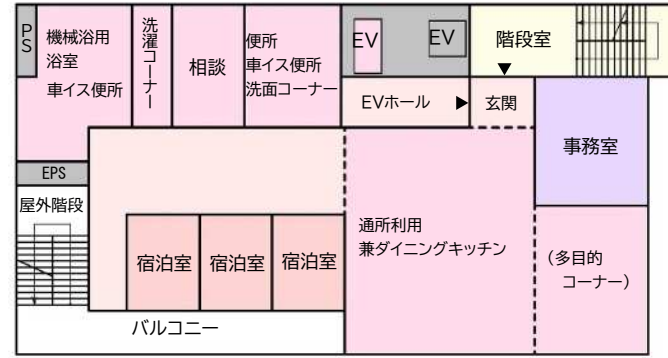 PS
機械浴用
浴室
車イス便所
洗濯コーナー
相談
便所
車イス便所
洗面コーナー
EV
EV
階段室
EVホール
玄関
事務室
EPS
屋外階段
通所利用
兼ダイニングキッチン
宿泊室
宿泊室
宿泊室
(多目的
コーナー)
バルコニー